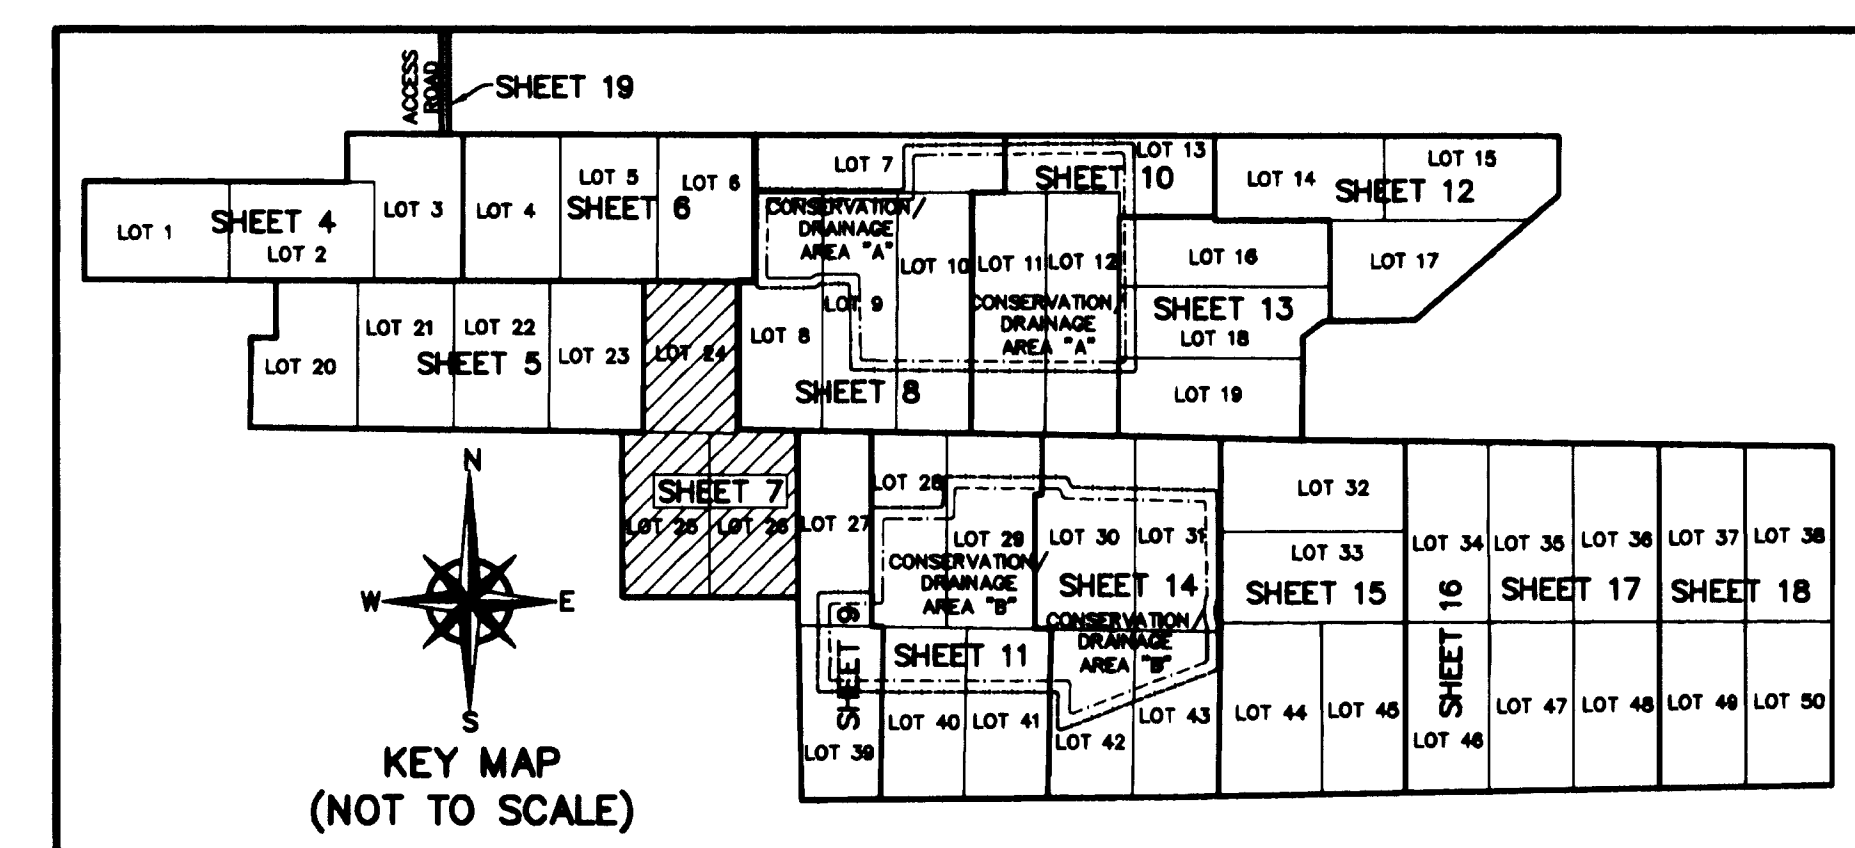 ACCESS
ROAD
SHEET 19
LOT 1
SHEET 4
LOT 2
LOT 3
LOT 4
LOT 5
SHEET 6
LOT 6
LOT 7
CONSERVATION/
DRAINAGE
AREA "A"
LOT 8
LOT 9
LOT 10
SHEET 8
LOT 11
LOT 12
CONSERVATION/
DRAINAGE
AREA "A"
LOT 13
SHEET 10
LOT 14
LOT 15
SHEET 12
LOT 16
LOT 17
SHEET 13
LOT 18
LOT 19
LOT 20
LOT 21
LOT 22
SHEET 5
LOT 23
LOT 24
SHEET 7
LOT 25
LOT 26
LOT 27
LOT 28
LOT 29
CONSERVATION/
DRAINAGE
AREA "B"
LOT 30
LOT 31
SHEET 14
CONSERVATION/
DRAINAGE
AREA "B"
LOT 32
LOT 33
SHEET 15
LOT 34
SHEET 16
LOT 35
LOT 36
SHEET 17
LOT 37
LOT 38
SHEET 18
SHEET 9
LOT 39
SHEET 11
LOT 40
LOT 41
LOT 42
LOT 43
LOT 44
LOT 45
LOT 46
LOT 47
LOT 48
LOT 49
LOT 50
N
W
E
S
KEY MAP
(NOT TO SCALE)